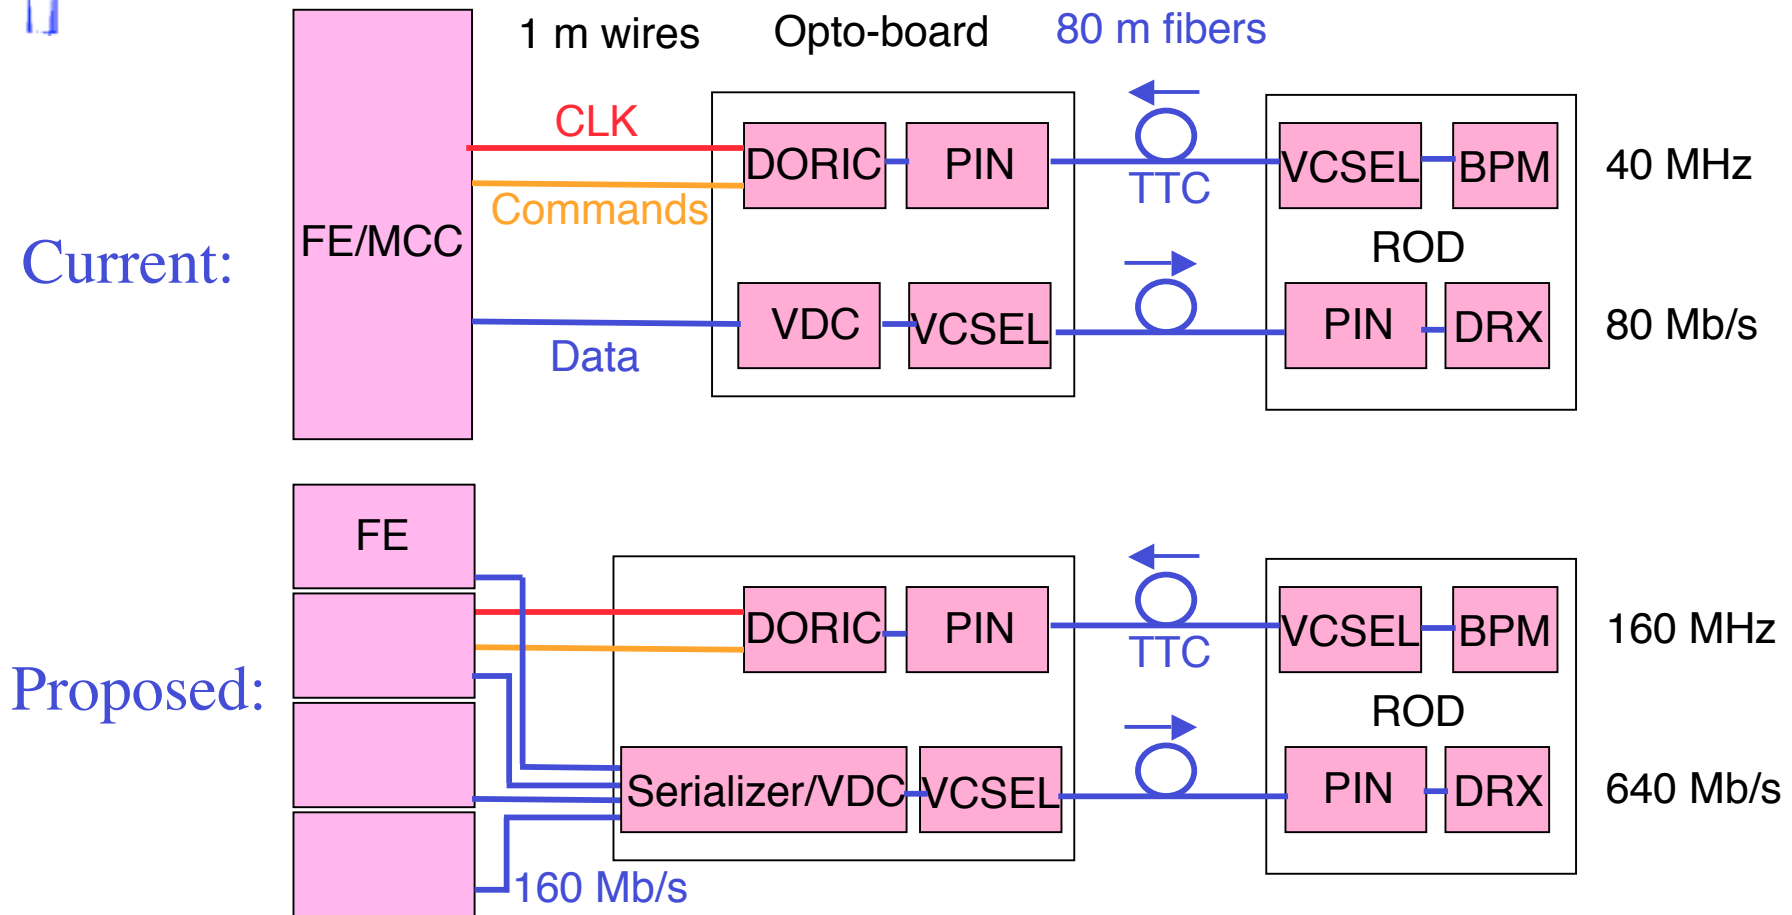 1 m wires
Opto-board
80 m fibers
Current:
FE/MCC
CLK
Commands
Data
DORIC
PIN
VDC
VCSEL
TTC
VCSEL
BPM
ROD
PIN
DRX
40 MHz
80 Mb/s
Proposed:
FE
160 Mb/s
DORIC
PIN
Serializer/VDC
VCSEL
TTC
VCSEL
BPM
ROD
PIN
DRX
160 MHz
640 Mb/s